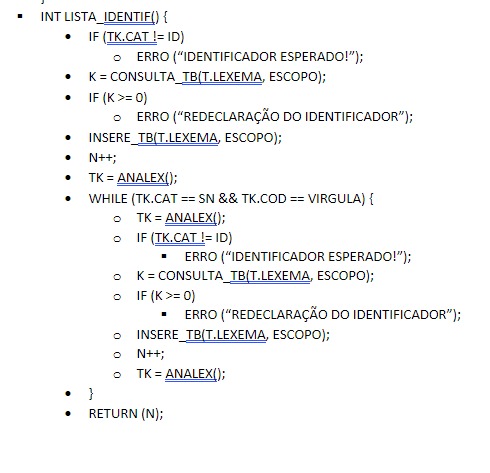 INT LISTA_IDENTIF() {
IF (TK.CAT != ID)
ERRO (“IDENTIFICADOR ESPERADO!”);
K = CONSULTA_TB(T.LEXEMA, ESCOPO);
IF (K >= 0)
ERRO (“REDECLARAÇÃO DO IDENTIFICADOR”);
INSERE_TB(T.LEXEMA, ESCOPO);
N++;
TK = ANALEX();
WHILE (TK.CAT == SN && TK.COD == VIRGULA) {
TK = ANALEX();
IF (TK.CAT != ID)
ERRO (“IDENTIFICADOR ESPERADO!”);
K = CONSULTA_TB(T.LEXEMA, ESCOPO);
IF (K >= 0)
ERRO (“REDECLARAÇÃO DO IDENTIFICADOR”);
INSERE_TB(T.LEXEMA, ESCOPO);
N++;
TK = ANALEX();
}
RETURN (N);